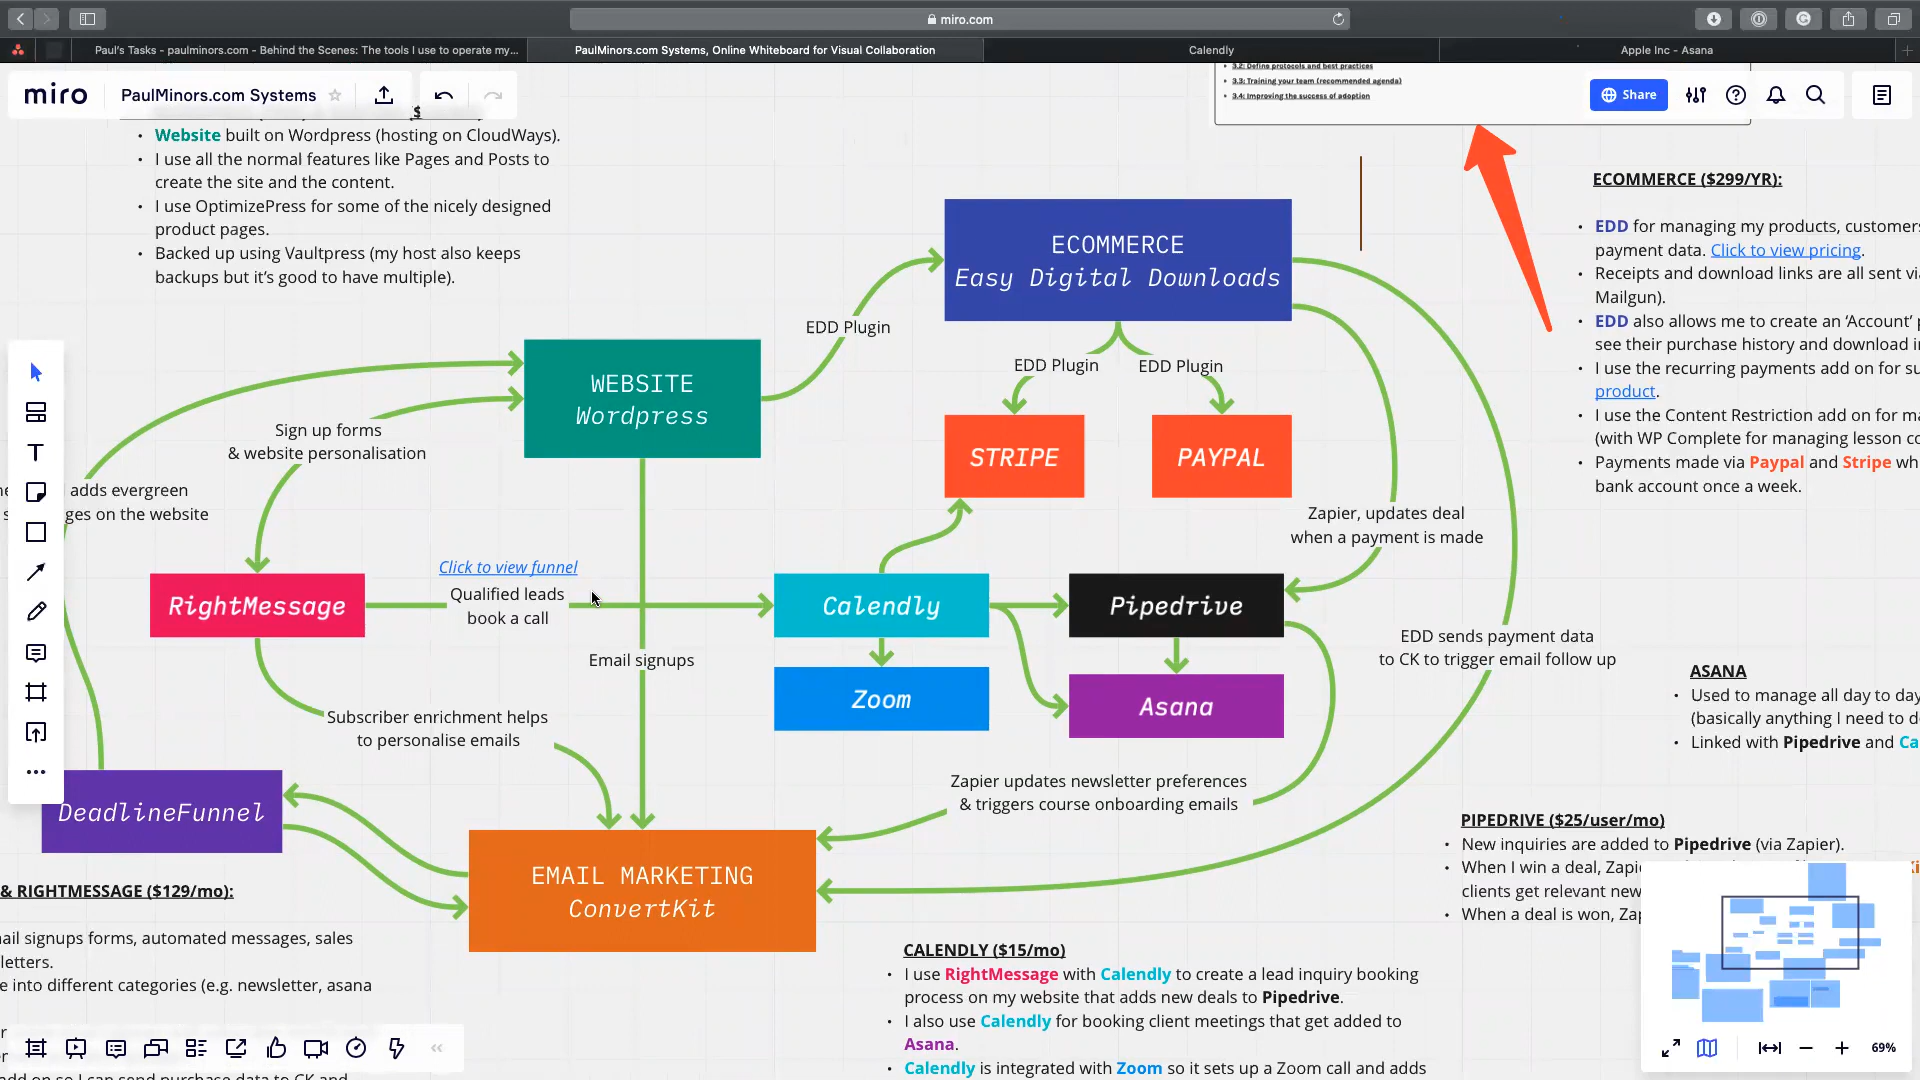 miro.com
Paul's Tasks - paulminors.com - Behind the Scenes: The tools I use to operate my...
PaulMinors.com Systems, Online Whiteboard for Visual Collaboration
Calendly
Apple Inc - Asana
miro
PaulMinors.com Systems
Share
3.2: Define protocols and best practices
3.3: Training your team (recommended agenda)
3.4: Improving the success of adoption
$
• Website built on Wordpress (hosting on CloudWays).
• I use all the normal features like Pages and Posts to
create the site and the content.
• I use OptimizePress for some of the nicely designed
product pages.
• Backed up using Vaultpress (my host also keeps
backups but it's good to have multiple).
ECOMMERCE
Easy Digital Downloads
EDD Plugin
EDD Plugin
EDD Plugin
WEBSITE
Wordpress
STRIPE
PAYPAL
Sign up forms
& website personalisation
adds evergreen
ges on the website
Zapier, updates deal
when a payment is made
Click to view funnel
Qualified leads
book a call
RightMessage
Calendly
Pipedrive
Zoom
Asana
Email signups
EDD sends payment data
to CK to trigger email follow up
Subscriber enrichment helps
to personalise emails
Zapier updates newsletter preferences
& triggers course onboarding emails
DeadlineFunnel
EMAIL MARKETING
ConvertKit
ECOMMERCE ($299/YR):
• EDD for managing my products, customers
payment data. Click to view pricing.
• Receipts and download links are all sent vi
Mailgun).
• EDD also allows me to create an 'Account' p
see their purchase history and download i
• I use the recurring payments add on for su
product.
• I use the Content Restriction add on for ma
(with WP Complete for managing lesson co
• Payments made via Paypal and Stripe wh
bank account once a week.
ASANA
• Used to manage all day to day
(basically anything I need to d
• Linked with Pipedrive and Ca
PIPEDRIVE ($25/user/mo)
• New inquiries are added to Pipedrive (via Zapier).
• When I win a deal, Zapie
clients get relevant new
• When a deal is won, Zap
& RIGHTMESSAGE ($129/mo):
ail signups forms, automated messages, sales
letters.
e into different categories (e.g. newsletter, asana
add on so I can send purchase data to CK and
CALENDLY ($15/mo)
• I use RightMessage with Calendly to create a lead inquiry booking
process on my website that adds new deals to Pipedrive.
• I also use Calendly for booking client meetings that get added to
Asana.
• Calendly is integrated with Zoom so it sets up a Zoom call and adds
69%